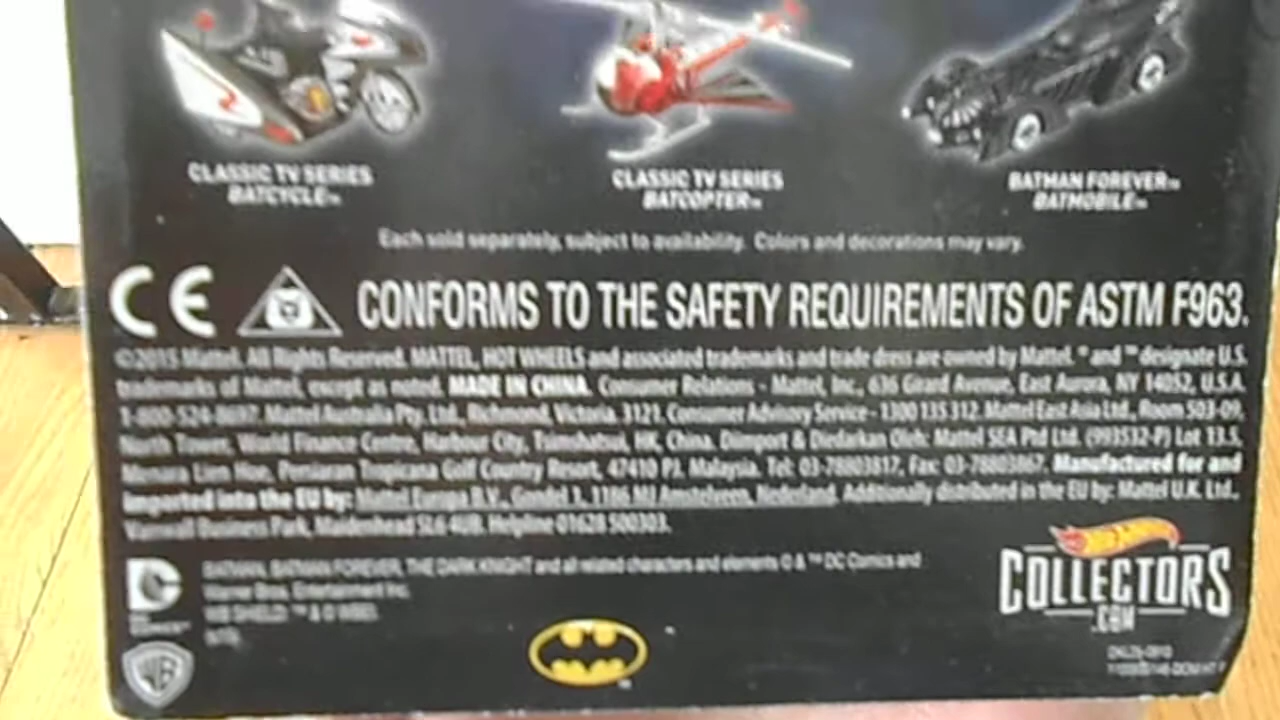 CLASSIC TV SERIES
BATCYCLE™
CLASSIC TV SERIES
BATCOPTER™
BATMAN FOREVER™
BATMOBILE™
Each sold separately, subject to availability. Colors and decorations may vary.
CE CONFORMS TO THE SAFETY REQUIREMENTS OF ASTM F963.
©2015 Mattel. All Rights Reserved. MATTEL, HOT WHEELS and associated trademarks and trade dress are owned by Mattel. ® and ™ designate U.S.
trademarks of Mattel, except as noted. MADE IN CHINA. Consumer Relations - Mattel, Inc., 636 Girard Avenue, East Aurora, NY 14052, U.S.A.
1-800-524-8697. Mattel Australia Pty. Ltd., Richmond, Victoria. 3121. Consumer Advisory Service - 1300 135 312. Mattel East Asia Ltd., Room 503-09,
North Tower, World Finance Centre, Harbour City, Tsimshatsui, HK, China. Diimport & Diedarkan Oleh: Mattel SEA Ptd Ltd. (993532-P) Lot 13.5,
Menara Lien Hoe, Persiaran Tropicana Golf Country Resort, 47410 PJ. Malaysia. Tel: 03-78803817, Fax: 03-78803867. Manufactured for and
imported into the EU by: Mattel Europa B.V., Gondel 1, 1186 MJ Amstelveen, Nederland. Additionally distributed in the EU by: Mattel U.K. Ltd.,
Vanwall Business Park, Maidenhead SL6 4UB. Helpline 01628 500303.
DC
COMICS™
BATMAN, BATMAN FOREVER, THE DARK KNIGHT and all related characters and elements © & ™ DC Comics and
Warner Bros. Entertainment Inc.
WB SHIELD: ™ & © WBEI.
WB
COLLECTORS
.COM